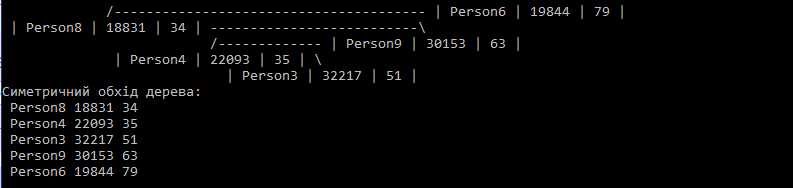 /--------------------------------------- | Person6 | 19844 | 79 |
| Person8 | 18831 | 34 | --------------------------\
/------------- | Person9 | 30153 | 63 |
| Person4 | 22093 | 35 | \
| Person3 | 32217 | 51 |
Симетричний обхід дерева:
Person8 18831 34
Person4 22093 35
Person3 32217 51
Person9 30153 63
Person6 19844 79